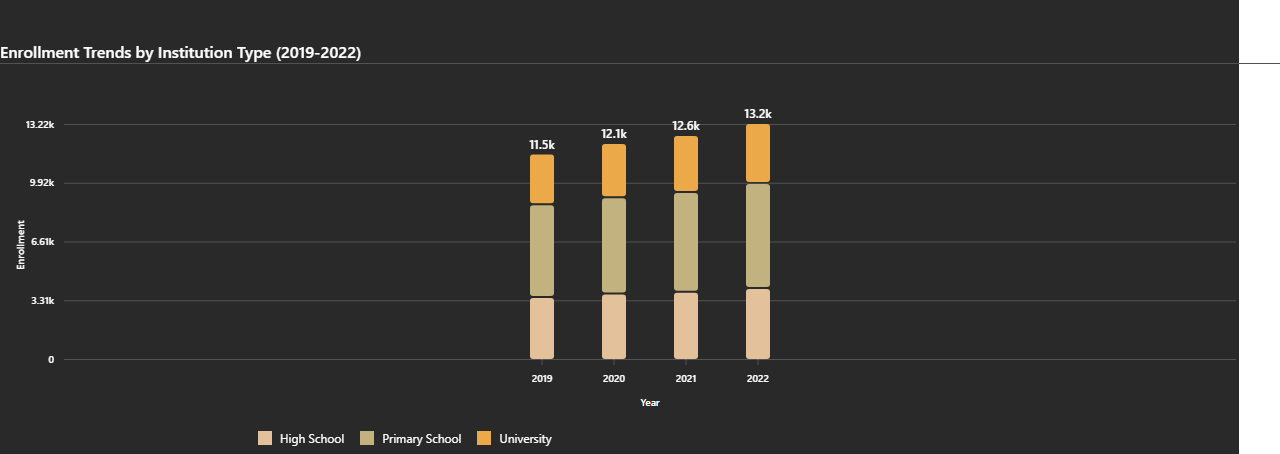 Enrollment Trends by Institution Type (2019-2022)
13.22k
9.92k
6.61k
3.31k
0
Enrollment
11.5k
12.1k
12.6k
13.2k
2019 2020 2021 2022
Year
High School Primary School University